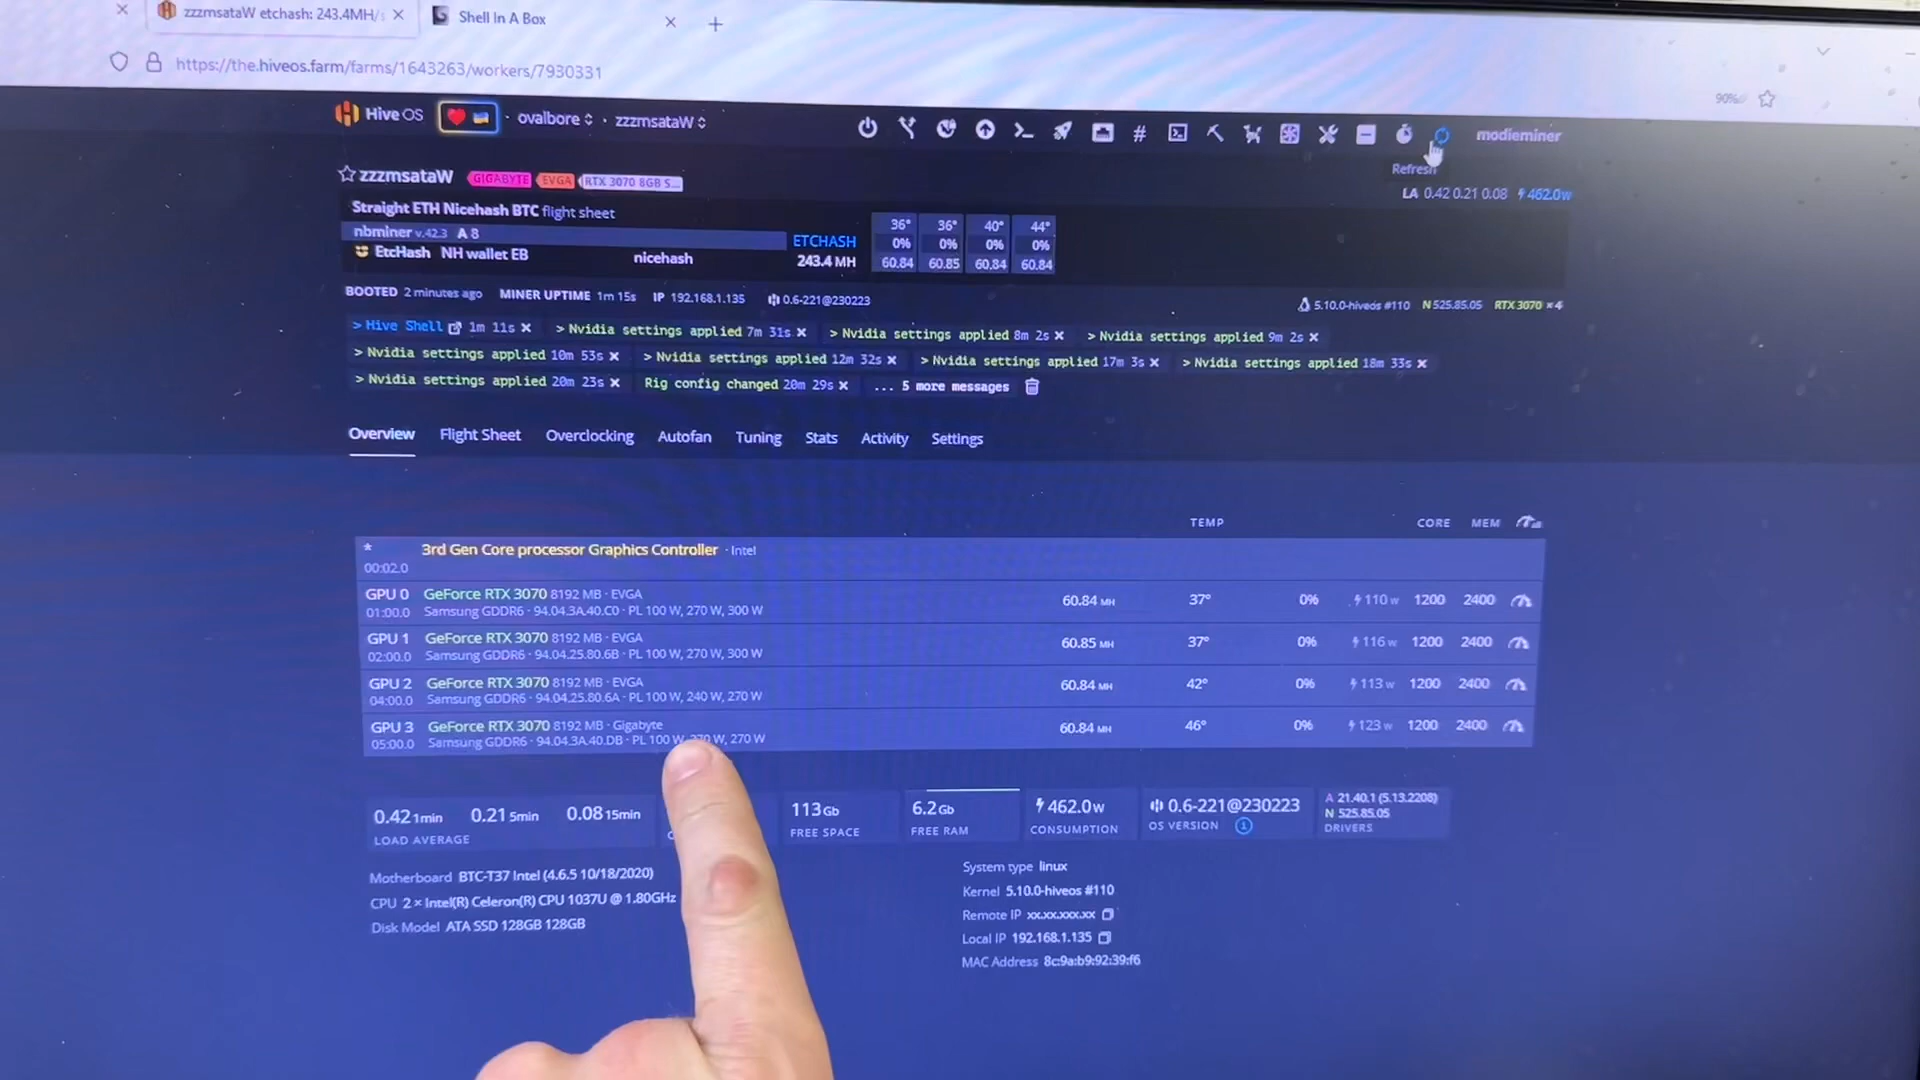 zzzmsataW etchash: 243.4MH/s
Shell In A Box
https://the.hiveos.farm/farms/1643263/workers/7930331
90%
Hive OS · ovalbore · zzzmsataW
modieminer
Refresh
zzzmsataW GIGABYTE EVGA RTX 3070 8GB S...
LA 0.42 0.21 0.08 462.0w
Straight ETH Nicehash BTC flight sheet
nbminer v.42.3 A 8
EtcHash NH wallet EB nicehash
ETCHASH
243.4 MH
36° 36° 40° 44°
0% 0% 0% 0%
60.84 60.85 60.84 60.84
BOOTED 2 minutes ago MINER UPTIME 1m 15s IP 192.168.1.135 0.6-221@230223
5.10.0-hiveos #110 N 525.85.05 RTX 3070 ×4
> Hive Shell 1m 11s × > Nvidia settings applied 7m 31s × > Nvidia settings applied 8m 2s × > Nvidia settings applied 9m 2s ×
> Nvidia settings applied 10m 53s × > Nvidia settings applied 12m 32s × > Nvidia settings applied 17m 3s × > Nvidia settings applied 18m 33s ×
> Nvidia settings applied 20m 23s × Rig config changed 20m 29s × ... 5 more messages
Overview Flight Sheet Overclocking Autofan Tuning Stats Activity Settings
TEMP CORE MEM
* 3rd Gen Core processor Graphics Controller · Intel
00:02.0
GPU 0 GeForce RTX 3070 8192 MB · EVGA 60.84 MH 37° 0% 110 w 1200 2400
01:00.0 Samsung GDDR6 · 94.04.3A.40.C0 · PL 100 W, 270 W, 300 W
GPU 1 GeForce RTX 3070 8192 MB · EVGA 60.85 MH 37° 0% 116 w 1200 2400
02:00.0 Samsung GDDR6 · 94.04.25.80.6B · PL 100 W, 270 W, 300 W
GPU 2 GeForce RTX 3070 8192 MB · EVGA 60.84 MH 42° 0% 113 w 1200 2400
04:00.0 Samsung GDDR6 · 94.04.25.80.6A · PL 100 W, 240 W, 270 W
GPU 3 GeForce RTX 3070 8192 MB · Gigabyte 60.84 MH 46° 0% 123 w 1200 2400
05:00.0 Samsung GDDR6 · 94.04.3A.40.DB · PL 100 W, W, 270 W
0.42 1min 0.21 5min 0.08 15min
LOAD AVERAGE
113 Gb
FREE SPACE
6.2 Gb
FREE RAM
462.0 w
CONSUMPTION
0.6-221@230223
OS VERSION 1
A 21.40.1 (5.13.2208)
N 525.85.05
DRIVERS
Motherboard BTC-T37 Intel (4.6.5 10/18/2020)
CPU 2 × Intel(R) Celeron(R) CPU 1037U @ 1.80GHz
Disk Model ATA SSD 128GB 128GB
System type linux
Kernel 5.10.0-hiveos #110
Remote IP xx.xx.xxx.xx
Local IP 192.168.1.135
MAC Address 8c:9a:b9:92:39:f6